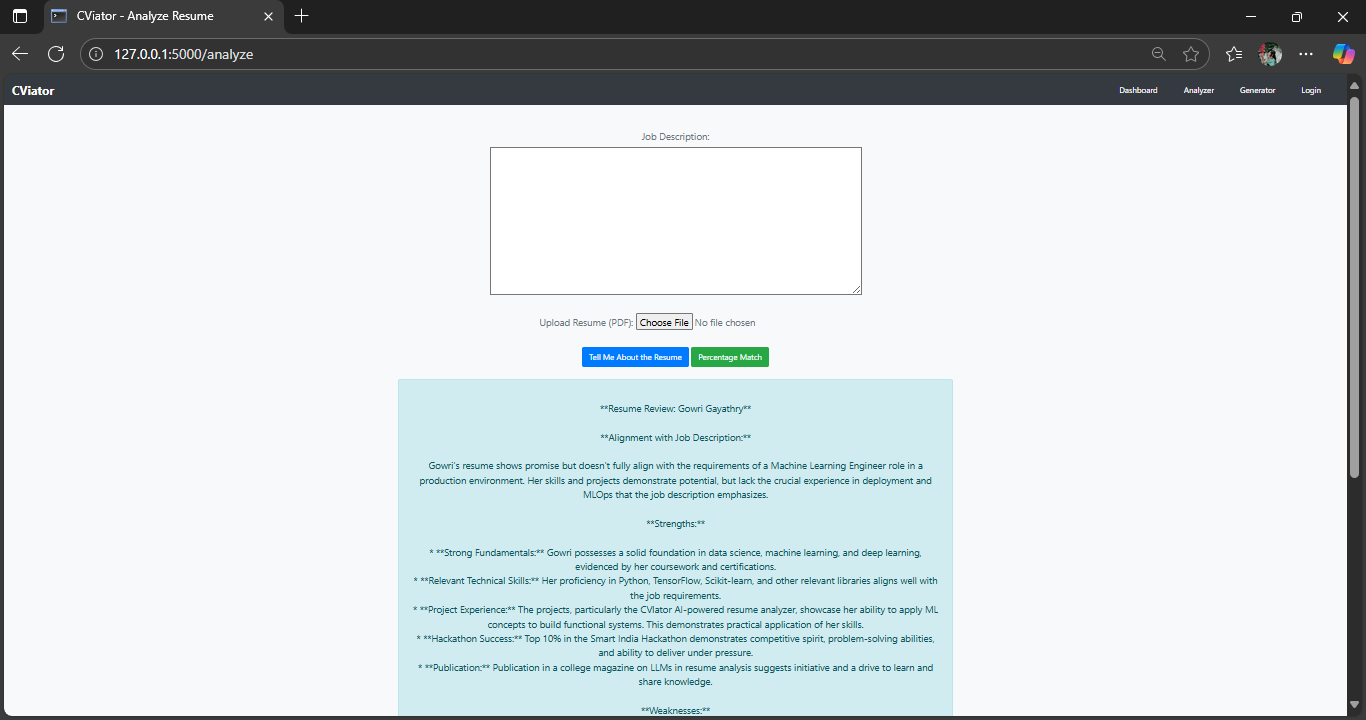 CViator - Analyze Resume
127.0.0.1:5000/analyze
CViator
Dashboard
Analyzer
Generator
Login
Job Description:
Upload Resume (PDF): Choose File No file chosen
Tell Me About the Resume
Percentage Match
**Resume Review: Gowri Gayathry**
**Alignment with Job Description:**
Gowri's resume shows promise but doesn't fully align with the requirements of a Machine Learning Engineer role in a
production environment. Her skills and projects demonstrate potential, but lack the crucial experience in deployment and
MLOps that the job description emphasizes.
**Strengths:**
* **Strong Fundamentals:** Gowri possesses a solid foundation in data science, machine learning, and deep learning,
evidenced by her coursework and certifications.
* **Relevant Technical Skills:** Her proficiency in Python, TensorFlow, Scikit-learn, and other relevant libraries aligns well with
the job requirements.
* **Project Experience:** The projects, particularly the CVIator AI-powered resume analyzer, showcase her ability to apply ML
concepts to build functional systems. This demonstrates practical application of her skills.
* **Hackathon Success:** Top 10% in the Smart India Hackathon demonstrates competitive spirit, problem-solving abilities,
and ability to deliver under pressure.
* **Publication:** Publication in a college magazine on LLMs in resume analysis suggests initiative and a drive to learn and
share knowledge.
**Weaknesses:**